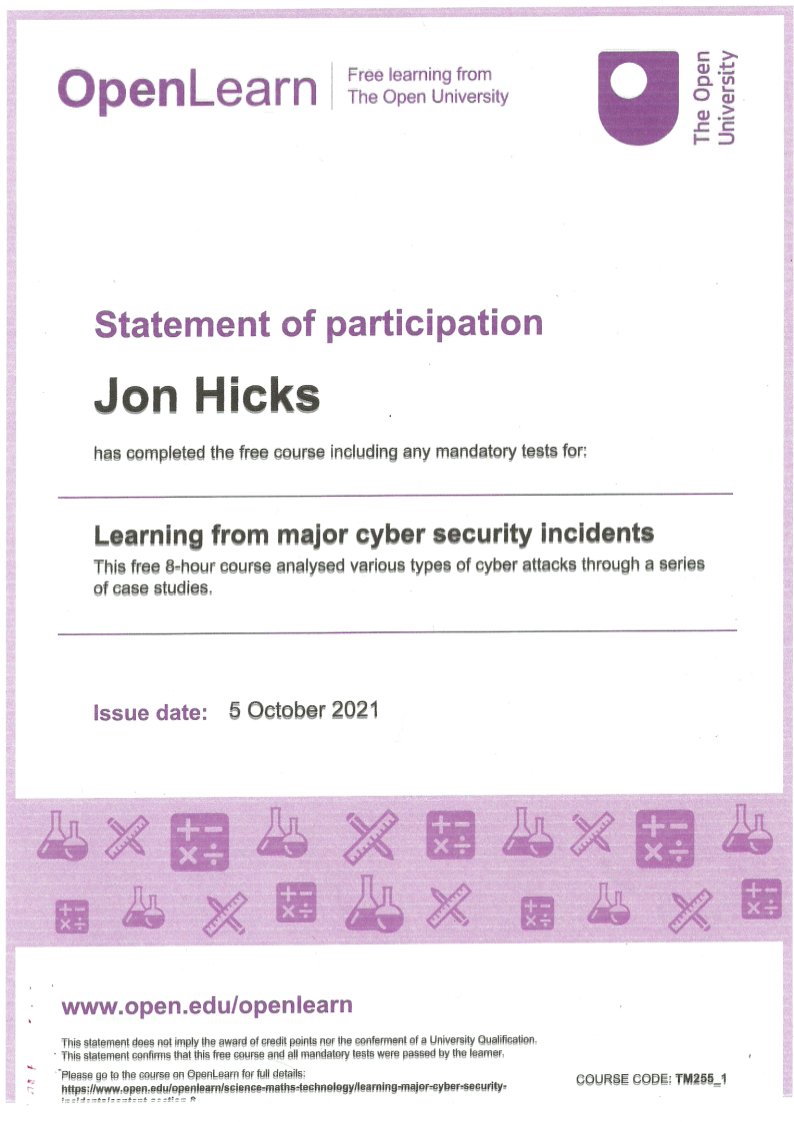 OpenLearn
Free learning from
The Open University
The Open
University
Statement of participation
Jon Hicks
has completed the free course including any mandatory tests for:
Learning from major cyber security incidents
This free 8-hour course analysed various types of cyber attacks through a series
of case studies.
Issue date: 5 October 2021
www.open.edu/openlearn
This statement does not imply the award of credit points nor the conferment of a University Qualification.
This statement confirms that this free course and all mandatory tests were passed by the learner.
Please go to the course on OpenLearn for full details:
https://www.open.edu/openlearn/science-maths-technology/learning-major-cyber-security-
COURSE CODE: TM255_1